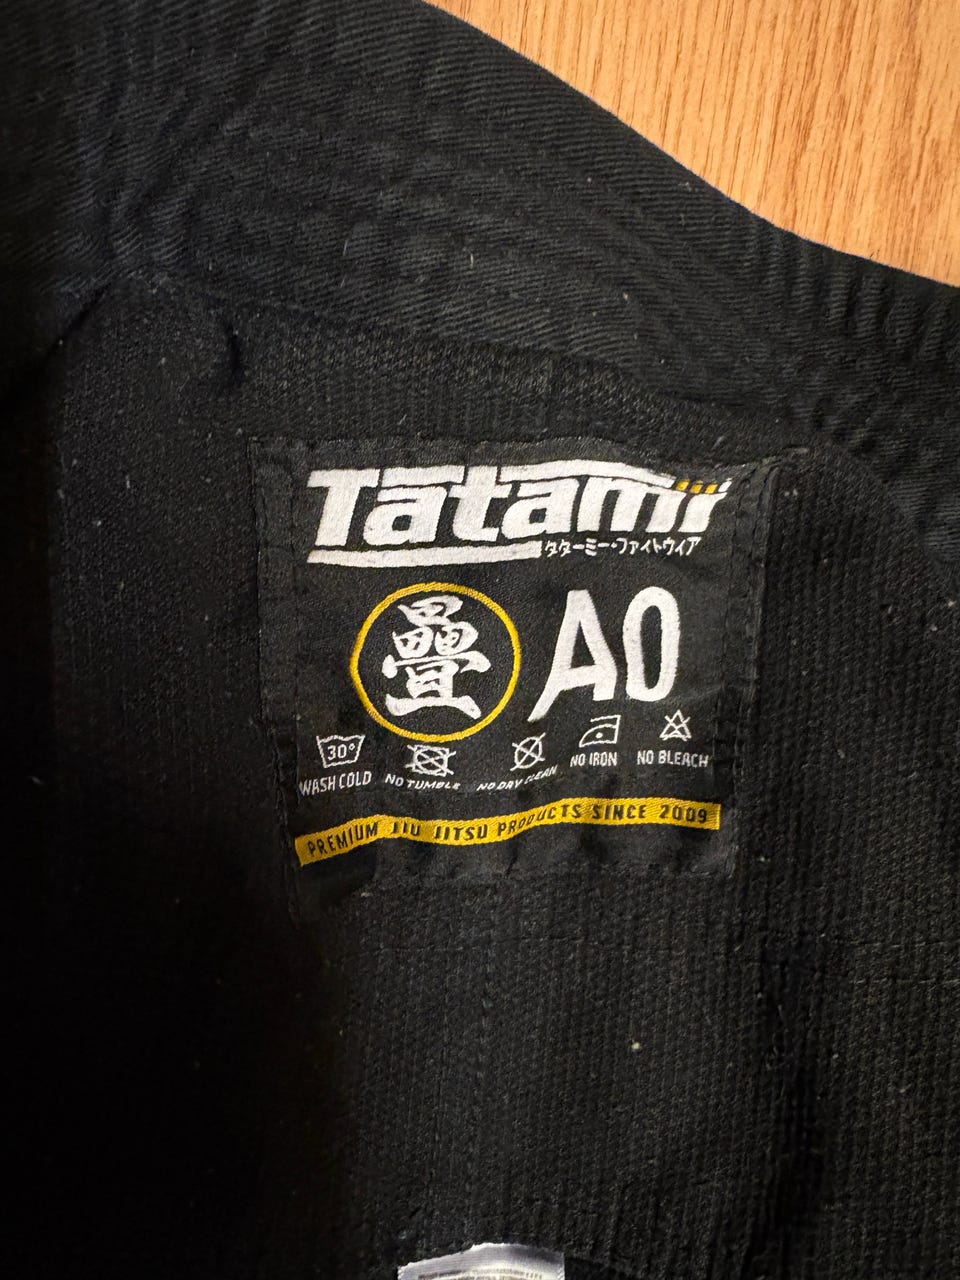 Tatami
タターミー・ファイトウィア
疊
A0
30°
WASH COLD
NO TUMBLE
NO DRY CLEAN
NO IRON
NO BLEACH
PREMIUM JIU JITSU PRODUCTS SINCE 2009